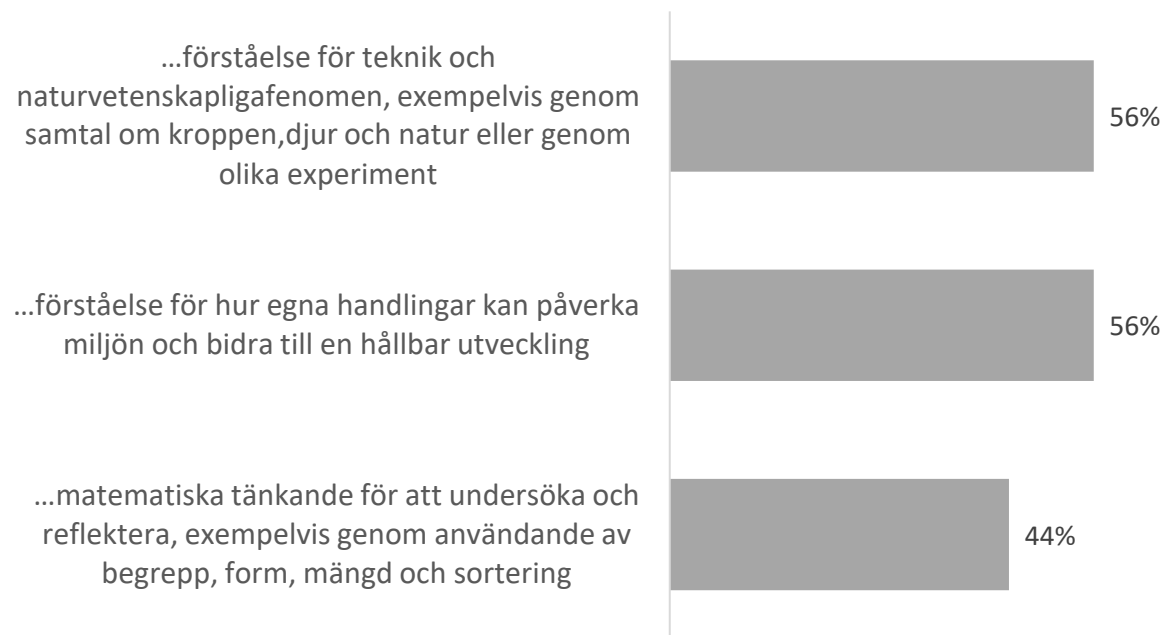 ...förståelse för teknik och
naturvetenskapligafenomen, exempelvis genom
samtal om kroppen,djur och natur eller genom
olika experiment
56%
...förståelse för hur egna handlingar kan påverka
miljön och bidra till en hållbar utveckling
56%
...matematiska tänkande för att undersöka och
reflektera, exempelvis genom användande av
begrepp, form, mängd och sortering
44%